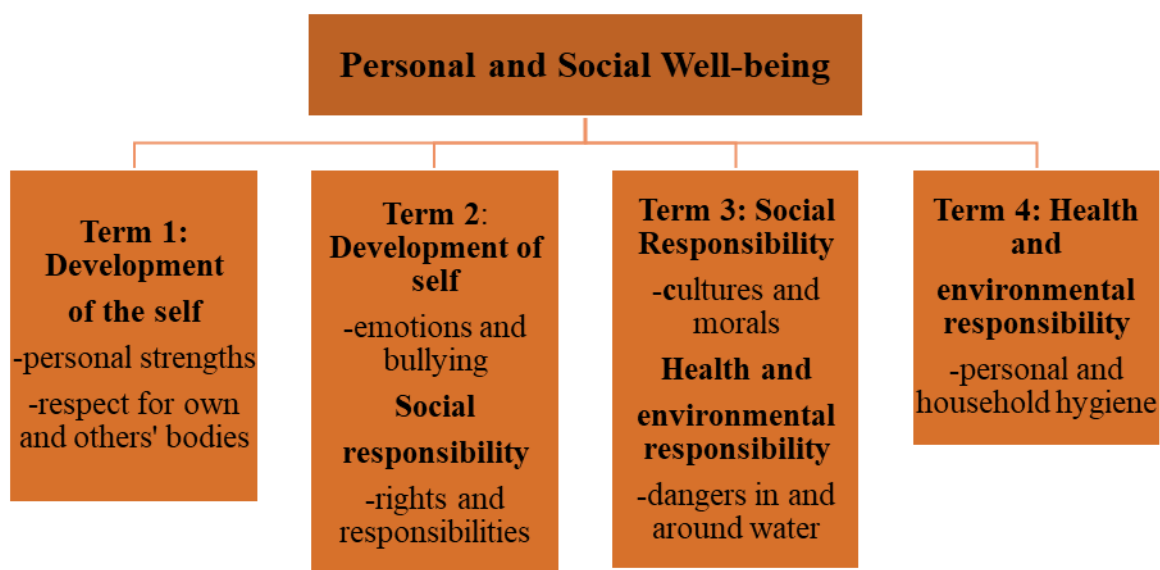 Personal and Social Well-being
Term 1:
Development
of the self
-personal strengths
-respect for own
and others' bodies
Term 2:
Development of
self
-emotions and
bullying
Social
responsibility
-rights and
responsibilities
Term 3: Social
Responsibility
-cultures and
morals
Health and
environmental
responsibility
-dangers in and
around water
Term 4: Health
and
environmental
responsibility
-personal and
household hygiene